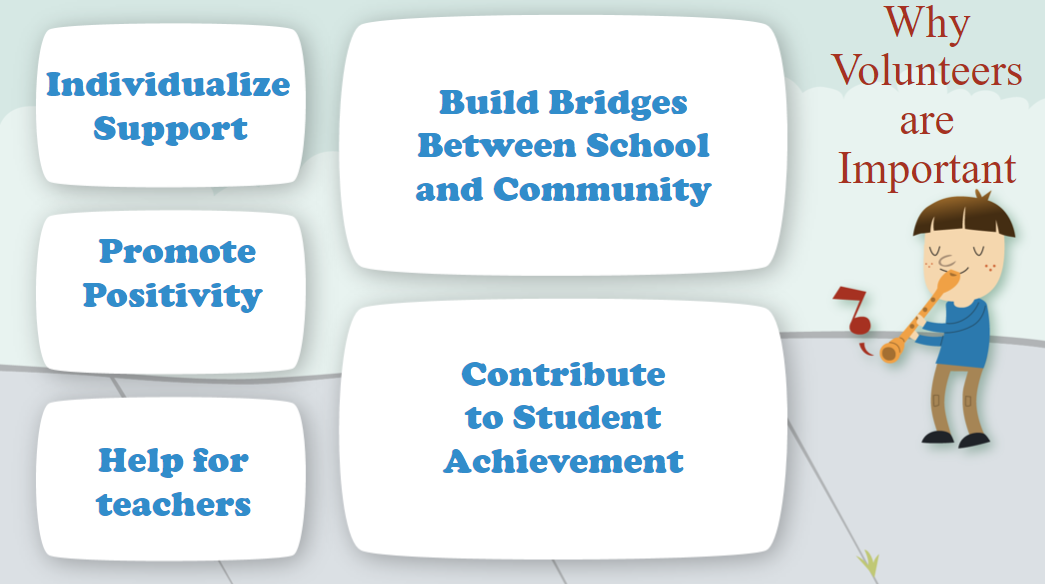 Why
Volunteers
are
Important
Individualize
Support
Build Bridges
Between School
and Community
Promote
Positivity
Contribute
to Student
Achievement
Help for
teachers